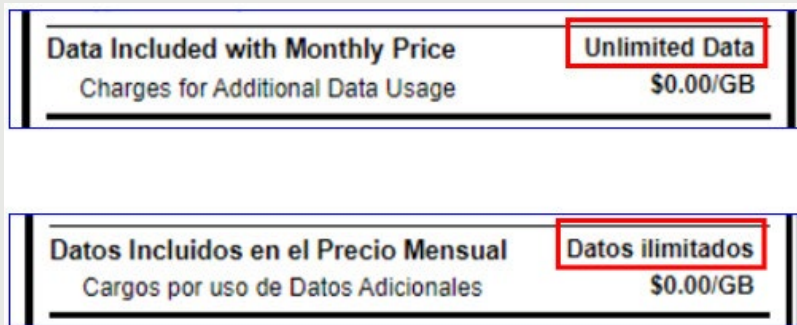 Data Included with Monthly Price Unlimited Data
Charges for Additional Data Usage $0.00/GB
Datos Incluidos en el Precio Mensual Datos ilimitados
Cargos por uso de Datos Adicionales $0.00/GB